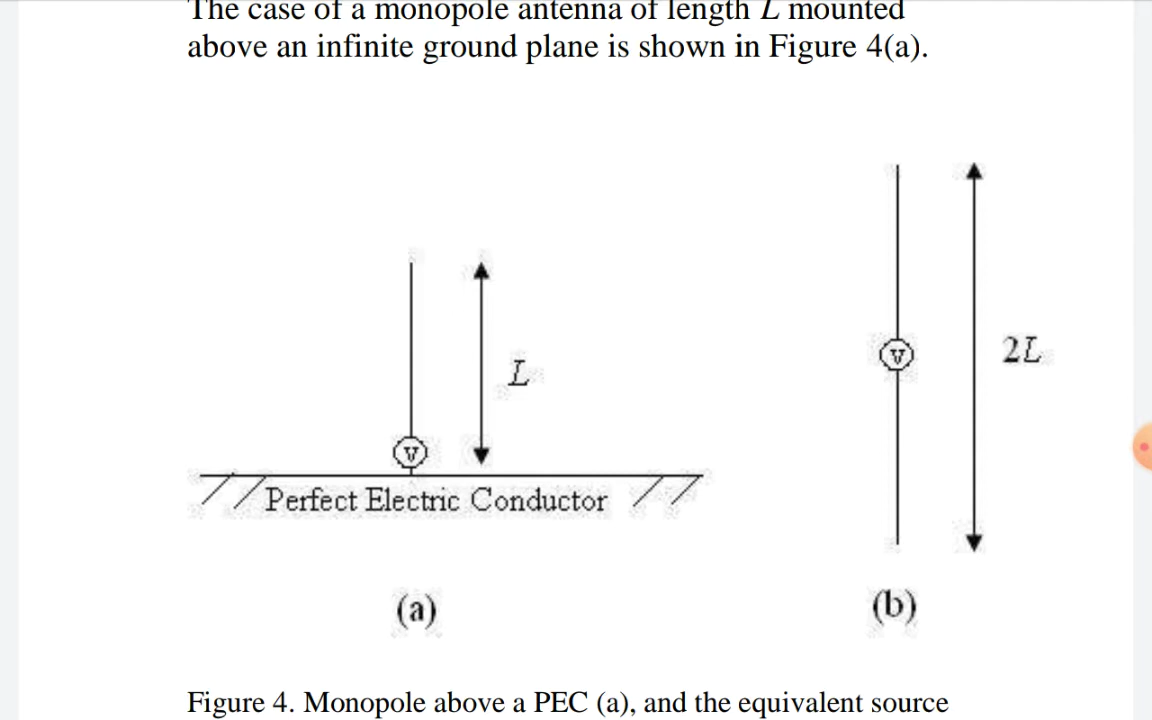 The case of a monopole antenna of length L mounted
above an infinite ground plane is shown in Figure 4(a).
L
V
Perfect Electric Conductor
(a)
V
2L
(b)
Figure 4. Monopole above a PEC (a), and the equivalent source